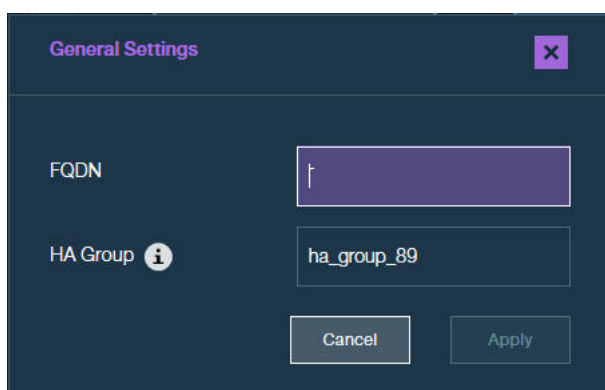 General Settings
FQDN
HA Group
ha_group_89
Cancel
Apply